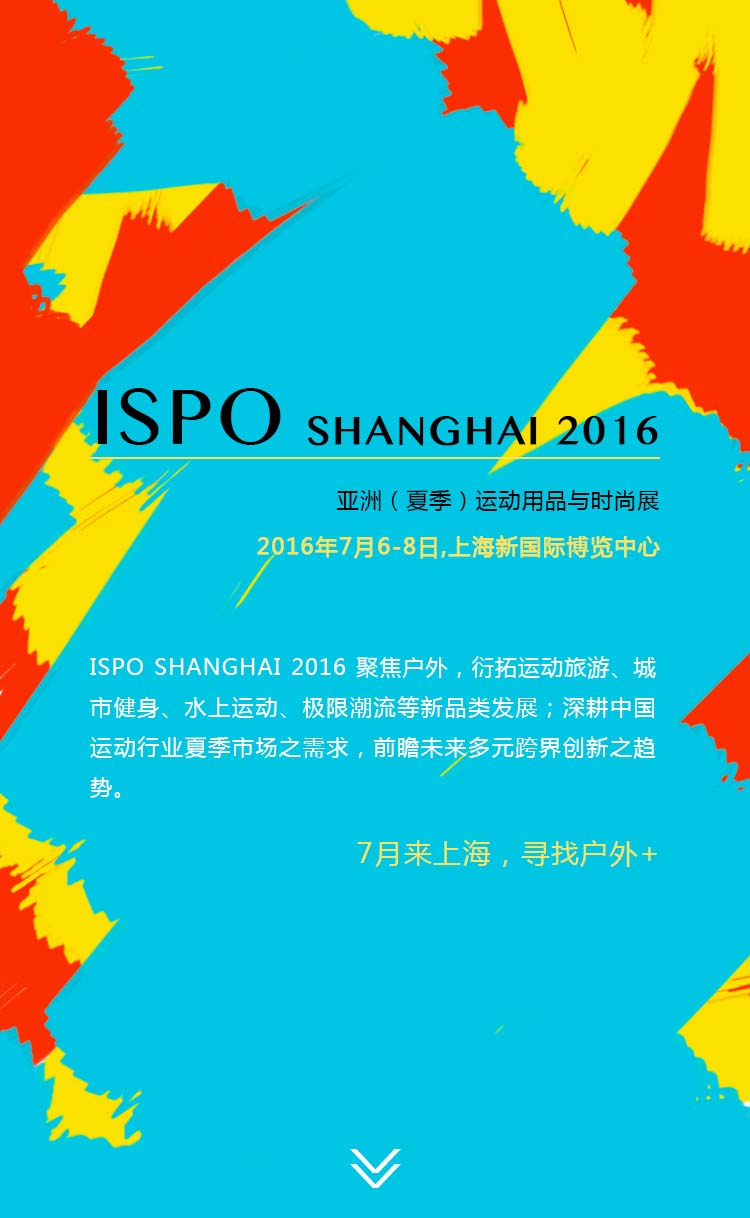 ISPO SHANGHAI 2016
亚洲（夏季）运动用品与时尚展
2016年7月6-8日,上海新国际博览中心
ISPO SHANGHAI 2016 聚焦户外，衍拓运动旅游、城
市健身、水上运动、极限潮流等新品类发展；深耕中国
运动行业夏季市场之需求，前瞻未来多元跨界创新之趋
势。
7月来上海，寻找户外+